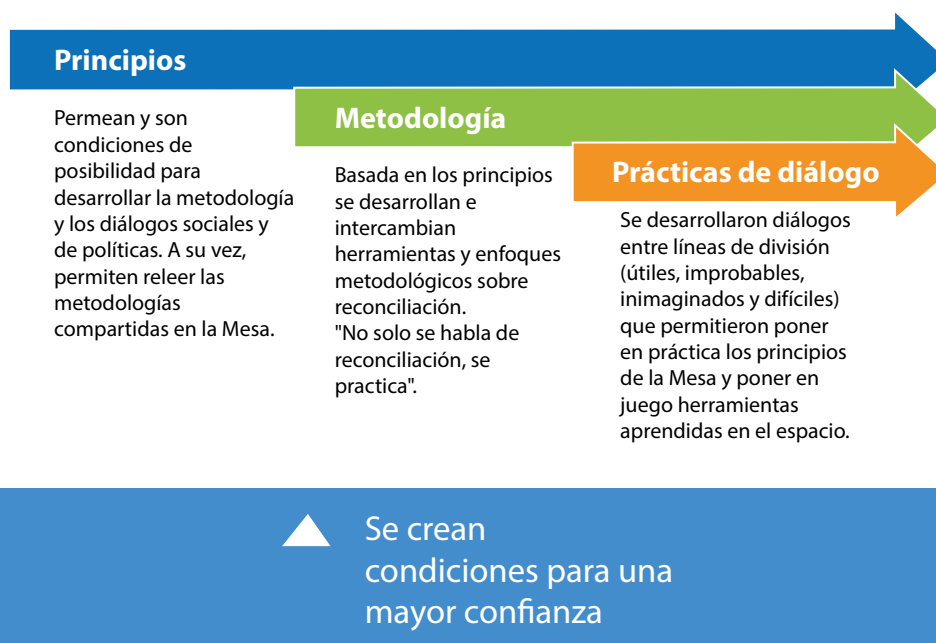 Principios
Permean y son
condiciones de
posibilidad para
desarrollar la metodología
y los diálogos sociales y
de políticas. A su vez,
permiten releer las
metodologías
compartidas en la Mesa.
Metodología
Basada en los principios
se desarrollan e
intercambian
herramientas y enfoques
metodológicos sobre
reconciliación.
"No solo se habla de
reconciliación, se
practica".
Prácticas de diálogo
Se desarrollaron diálogos
entre líneas de división
(útiles, improbables,
inimaginados y difíciles)
que permitieron poner
en práctica los principios
de la Mesa y poner en
juego herramientas
aprendidas en el espacio.
Se crean
condiciones para una
mayor confianza